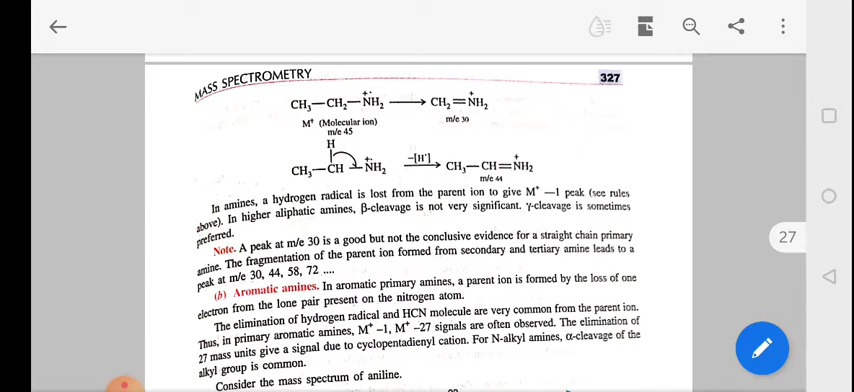 MASS SPECTROMETRY 327
CH₃—CH₂—N̈H₂ ⟶ CH₂=N⁺H₂
M⁺ (Molecular ion) m/e 30
m/e 45
H
CH₃—CH—NH₂ –[H•]⟶ CH₃—CH=N⁺H₂
m/e 44
In amines, a hydrogen radical is lost from the parent ion to give M⁺ —1 peak (see rules
above). In higher aliphatic amines, β-cleavage is not very significant. γ-cleavage is sometimes
preferred.
Note. A peak at m/e 30 is a good but not the conclusive evidence for a straight chain primary
amine. The fragmentation of the parent ion formed from secondary and tertiary amine leads to a
peak at m/e 30, 44, 58, 72 ....
(b) Aromatic amines. In aromatic primary amines, a parent ion is formed by the loss of one
electron from the lone pair present on the nitrogen atom.
The elimination of hydrogen radical and HCN molecule are very common from the parent ion.
Thus, in primary aromatic amines, M⁺ –1, M⁺ –27 signals are often observed. The elimination of
27 mass units give a signal due to cyclopentadienyl cation. For N-alkyl amines, α-cleavage of the
alkyl group is common.
Consider the mass spectrum of aniline.
27